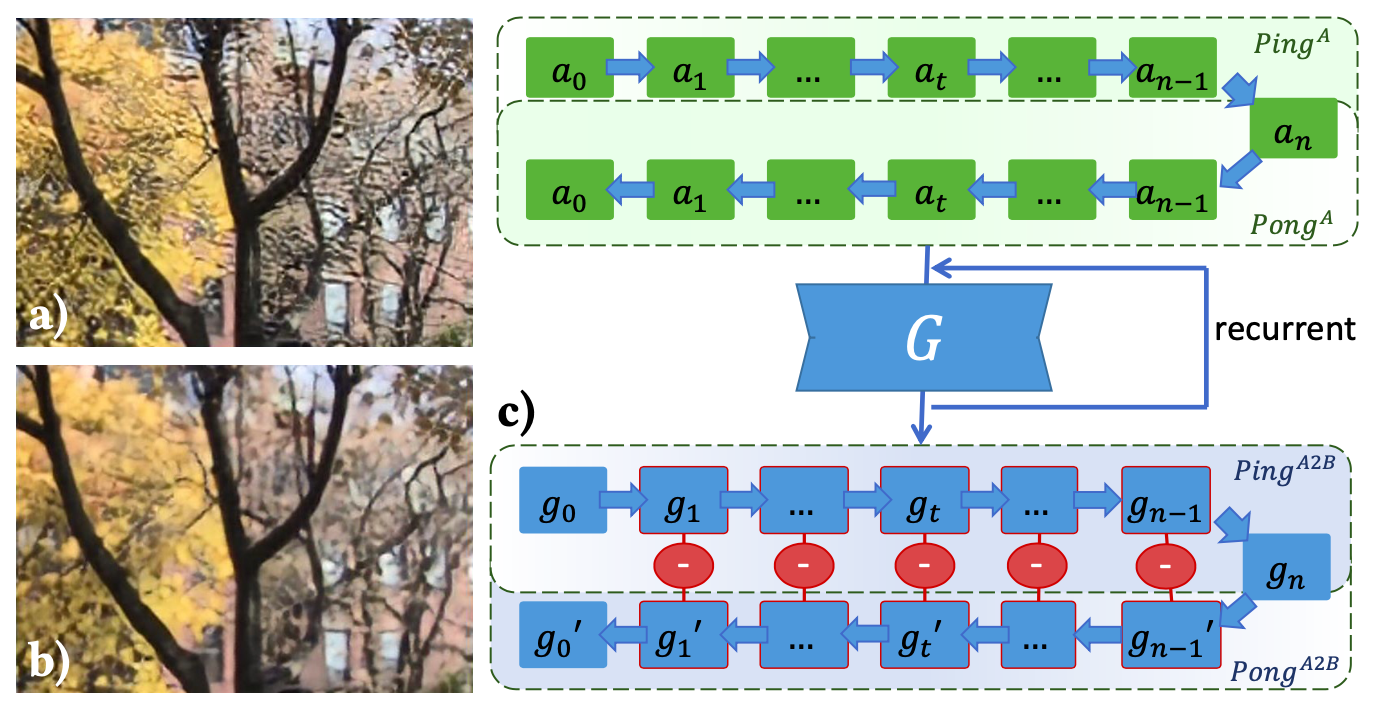 a)
b)
c)
Ping^A
a_0 a_1 ... a_t ... a_{n-1}
a_n
a_0 a_1 ... a_t ... a_{n-1}
Pong^A
G
recurrent
Ping^{A2B}
g_0 g_1 ... g_t ... g_{n-1}
- - - - -
g_n
g_0′ g_1′ ... g_t′ ... g_{n-1}′
Pong^{A2B}